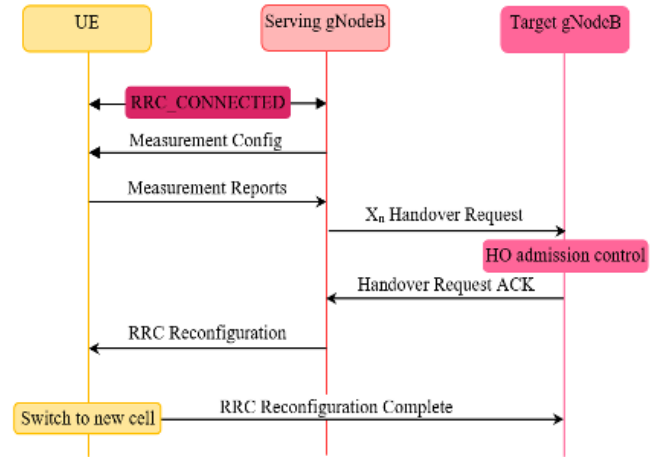 UE
Serving gNodeB
Target gNodeB
RRC_CONNECTED
Measurement Config
Measurement Reports
Xₙ Handover Request
HO admission control
Handover Request ACK
RRC Reconfiguration
Switch to new cell
RRC Reconfiguration Complete